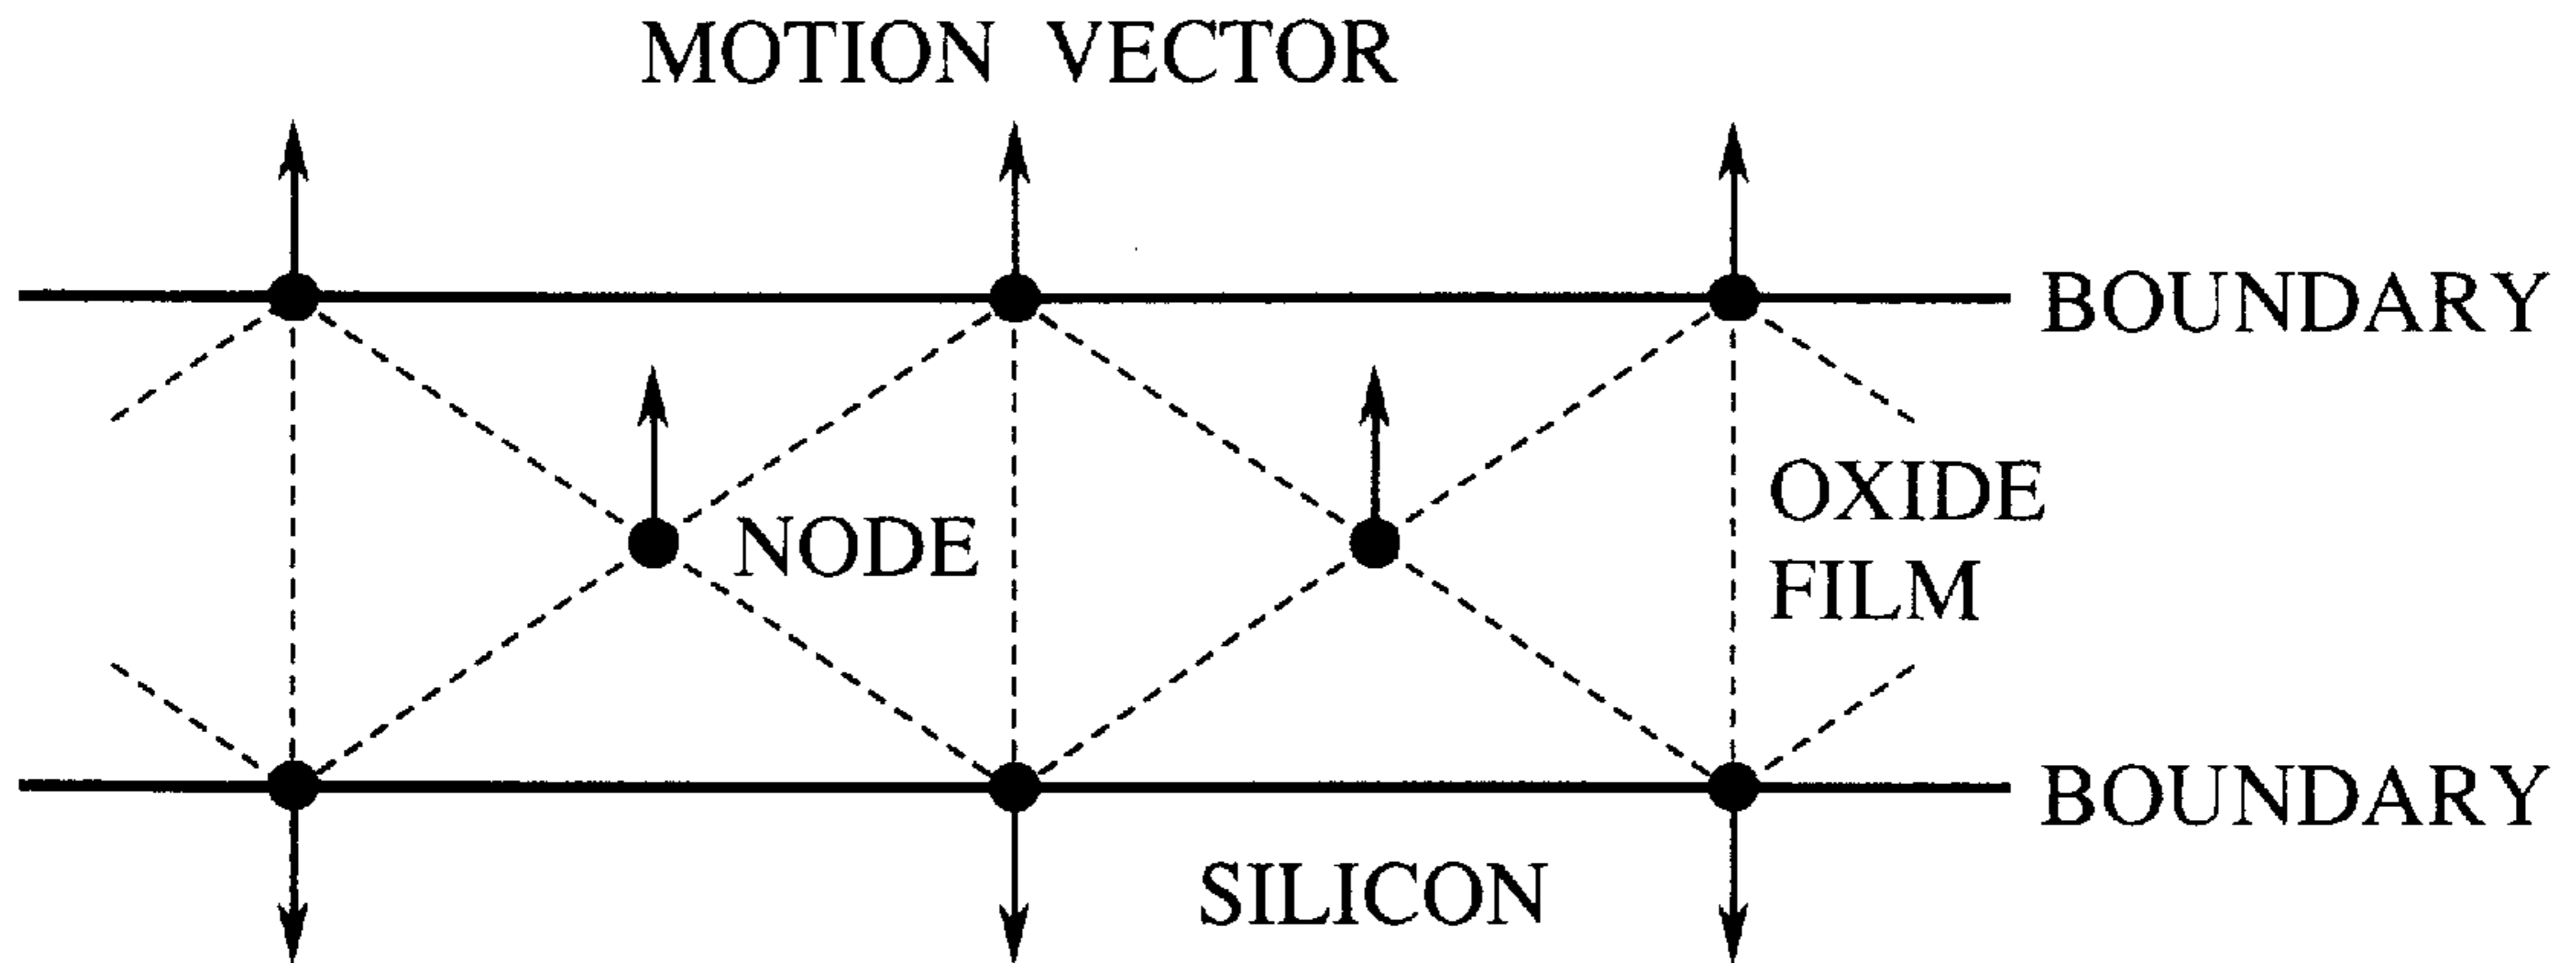 MOTION VECTOR
BOUNDARY
OXIDE
FILM
NODE
BOUNDARY
SILICON